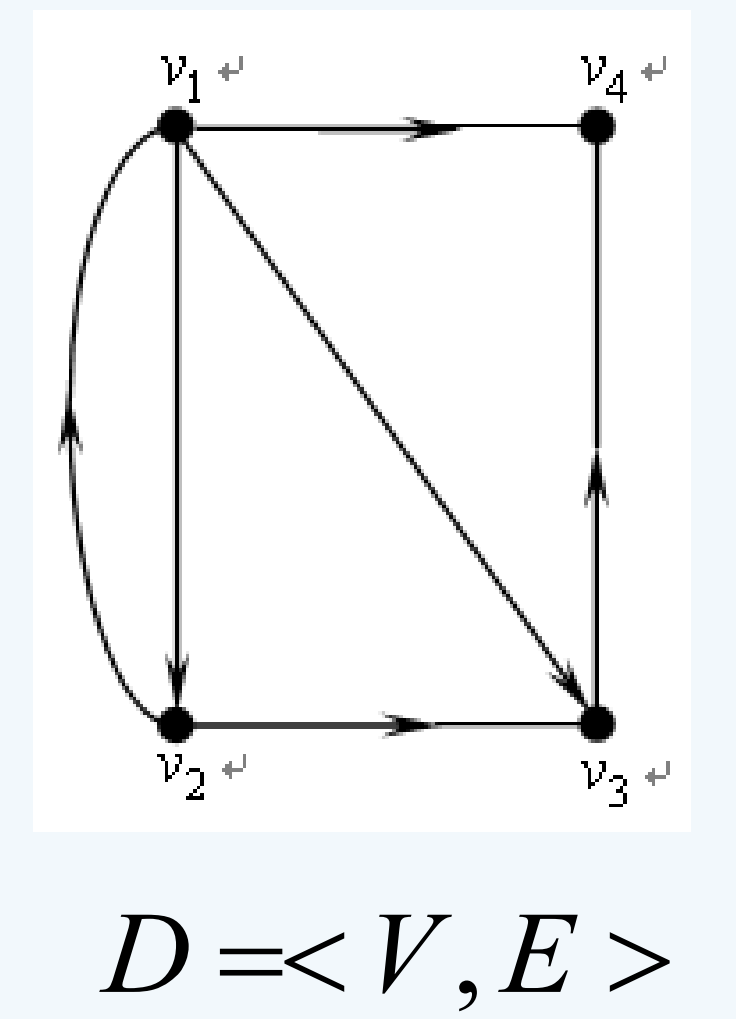 v₁ ↵ v₄ ↵
v₂ ↵ v₃ ↵
D =< V , E >